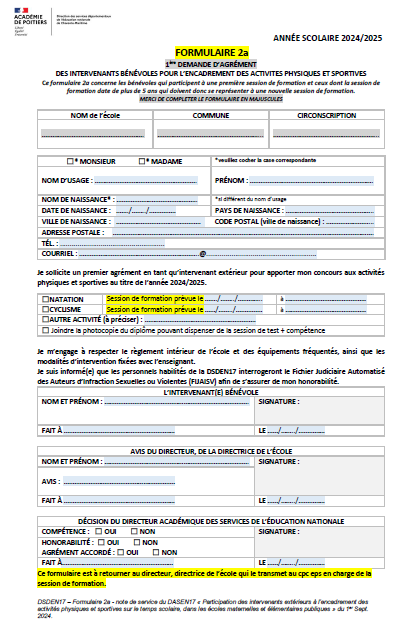 ACADÉMIE
DE POITIERS
Direction des services départementaux
de l'éducation nationale
de Charente-Maritime
ANNÉE SCOLAIRE 2024/2025
FORMULAIRE 2a
1ère DEMANDE D'AGRÉMENT
DES INTERVENANTS BÉNÉVOLES POUR L'ENCADREMENT DES ACTIVITES PHYSIQUES ET SPORTIVES
Ce formulaire 2a concerne les bénévoles qui participent à une première session de formation et ceux dont la session de
formation date de plus de 5 ans qui doivent donc se représenter à une nouvelle session de formation.
MERCI DE COMPLETER LE FORMULAIRE EN MAJUSCULES
NOM de l'école COMMUNE CIRCONSCRIPTION
☐* MONSIEUR ☐* MADAME *veuillez cocher la case correspondante
NOM D'USAGE : PRÉNOM :
NOM DE NAISSANCE* : *si différent du nom d'usage
DATE DE NAISSANCE : ....../....../...... PAYS DE NAISSANCE :
VILLE DE NAISSANCE : CODE POSTAL (ville de naissance) :
ADRESSE POSTALE :
TÉL. :
COURRIEL : ............@............
Je sollicite un premier agrément en tant qu'intervenant extérieur pour apporter mon concours aux activités
physiques et sportives au titre de l'année 2024/2025.
☐NATATION Session de formation prévue le ....../....../...... à ............
☐CYCLISME Session de formation prévue le ....../....../...... à ............
☐AUTRE ACTIVITÉ (à préciser) : ............
☐ Joindre la photocopie du diplôme pouvant dispenser de la session de test + compétence
Je m'engage à respecter le règlement intérieur de l'école et des équipements fréquentés, ainsi que les
modalités d'intervention fixées avec l'enseignant.
Je suis informé(e) que les personnels habilités de la DSDEN17 interrogeront le Fichier Judiciaire Automatisé
des Auteurs d'Infraction Sexuelles ou Violentes (FIJAISV) afin de s'assurer de mon honorabilité.
L'INTERVENANT(E) BÉNÉVOLE
NOM ET PRÉNOM : SIGNATURE :
FAIT À LE ....../....../......
AVIS DU DIRECTEUR, DE LA DIRECTRICE DE L'ÉCOLE
NOM ET PRÉNOM : SIGNATURE :
AVIS :
FAIT À LE ....../....../......
DÉCISION DU DIRECTEUR ACADÉMIQUE DES SERVICES DE L'ÉDUCATION NATIONALE
COMPÉTENCE : ☐ OUI ☐ NON SIGNATURE :
HONORABILITÉ : ☐ OUI ☐ NON
AGRÉMENT ACCORDÉ : ☐ OUI ☐ NON
FAIT À LE ....../....../......
Ce formulaire est à retourner au directeur, directrice de l'école qui le transmet au cpc eps en charge de la
session de formation.
DSDEN17 – Formulaire 2a - note de service du DASEN17 « Participation des intervenants extérieurs à l'encadrement des
activités physiques et sportives sur le temps scolaire, dans les écoles maternelles et élémentaires publiques » du 1er Sept.
2024.